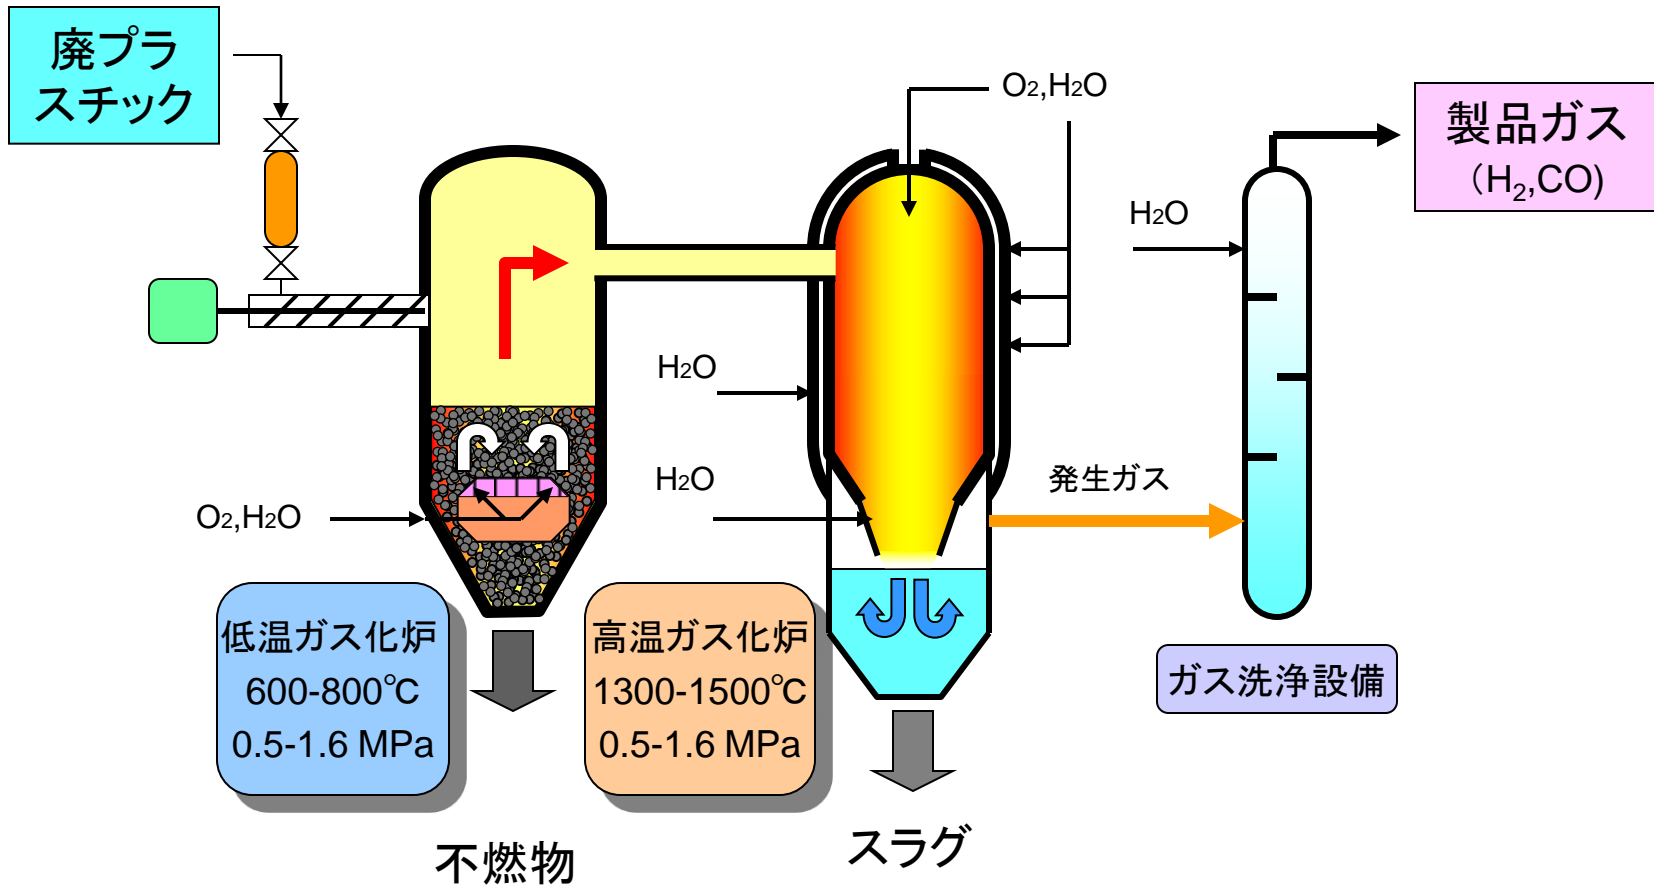 廃プラ
スチック
O2,H2O
製品ガス
（H2,CO)
H2O
H2O
H2O
発生ガス
O2,H2O
低温ガス化炉
600-800℃
0.5-1.6 MPa
高温ガス化炉
1300-1500℃
0.5-1.6 MPa
ガス洗浄設備
スラグ
不燃物